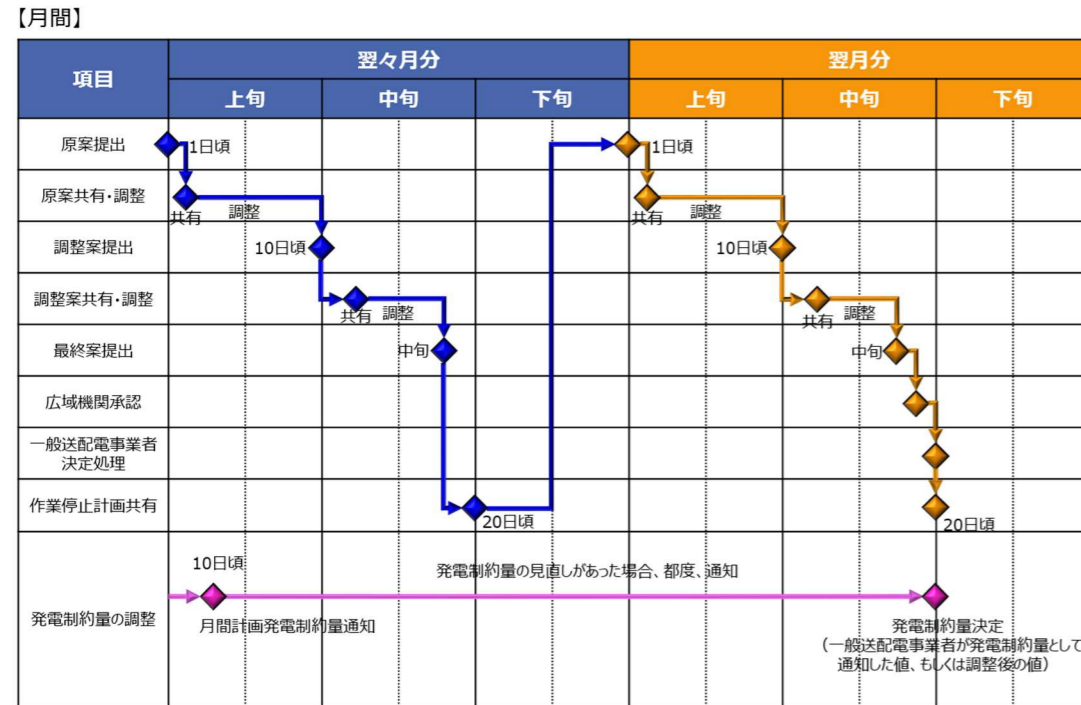 【月間】
項目
翌々月分
翌月分
上旬
中旬
下旬
上旬
中旬
下旬
原案提出
1日頃
1日頃
原案共有・調整
共有
調整
共有
調整
調整案提出
10日頃
10日頃
調整案共有・調整
共有
調整
共有
調整
最終案提出
中旬
中旬
広域機関承認
一般送配電事業者
決定処理
作業停止計画共有
20日頃
20日頃
発電制約量の調整
10日頃
発電制約量の見直しがあった場合、都度、通知
月間計画発電制約量通知
発電制約量決定
（一般送配電事業者が発電制約量として
通知した値、もしくは調整後の値）